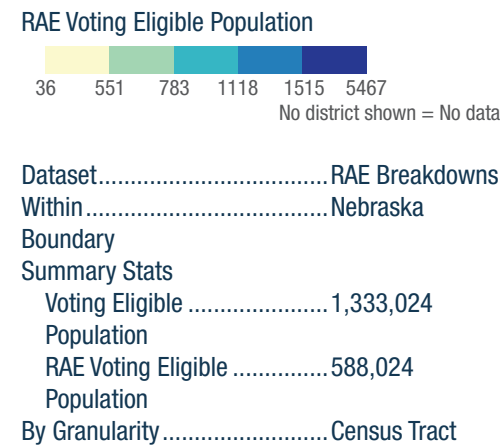 RAE Voting Eligible Population
36 551 783 1118 1515 5467
No district shown = No data
Dataset..................................RAE Breakdowns
Within....................................Nebraska
Boundary
Summary Stats
Voting Eligible .....................1,333,024
Population
RAE Voting Eligible ..............588,024
Population
By Granularity.........................Census Tract